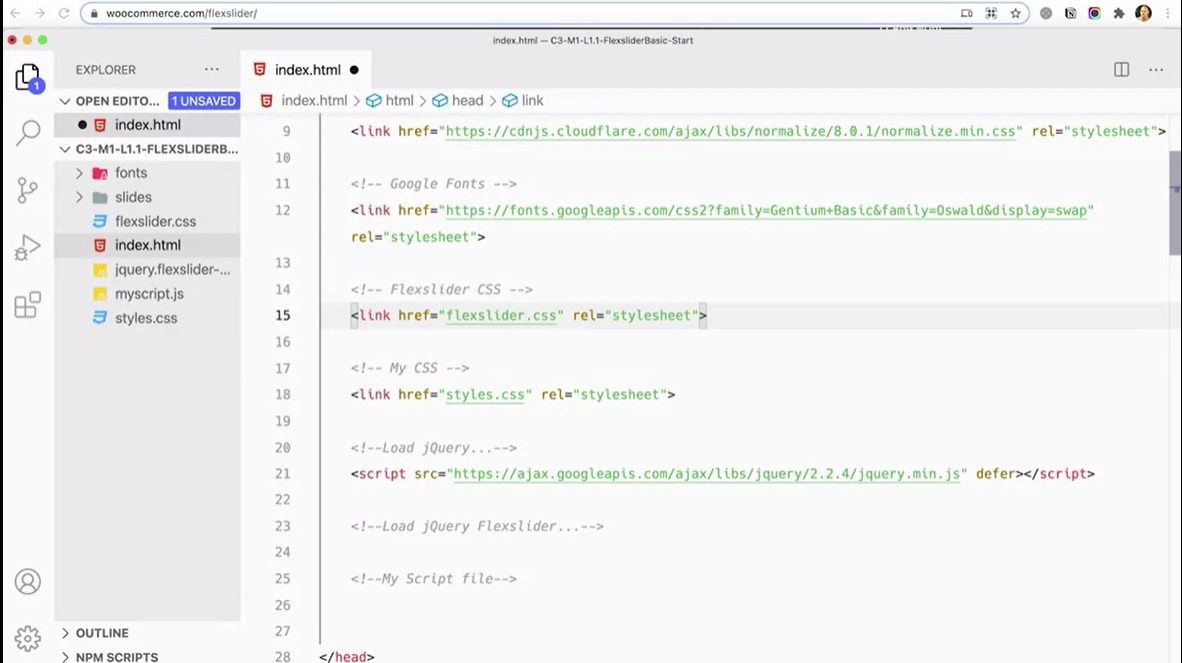 woocommerce.com/flexslider/
index.html — C3-M1-L1.1-FlexsliderBasic-Start
EXPLORER
index.html
1
OPEN EDITO... 1 UNSAVED
index.html > html > head > link
index.html
C3-M1-L1.1-FLEXSLIDERB...
fonts
slides
flexslider.css
index.html
jquery.flexslider-...
myscript.js
styles.css
OUTLINE
NPM SCRIPTS
9 <link href="https://cdnjs.cloudflare.com/ajax/libs/normalize/8.0.1/normalize.min.css" rel="stylesheet">
10
11 <!-- Google Fonts -->
12 <link href="https://fonts.googleapis.com/css2?family=Gentium+Basic&family=Oswald&display=swap"
rel="stylesheet">
13
14 <!-- Flexslider CSS -->
15 <link href="flexslider.css" rel="stylesheet">
16
17 <!-- My CSS -->
18 <link href="styles.css" rel="stylesheet">
19
20 <!--Load jQuery...-->
21 <script src="https://ajax.googleapis.com/ajax/libs/jquery/2.2.4/jquery.min.js" defer></script>
22
23 <!--Load jQuery Flexslider...-->
24
25 <!--My Script file-->
26
27
28 </head>